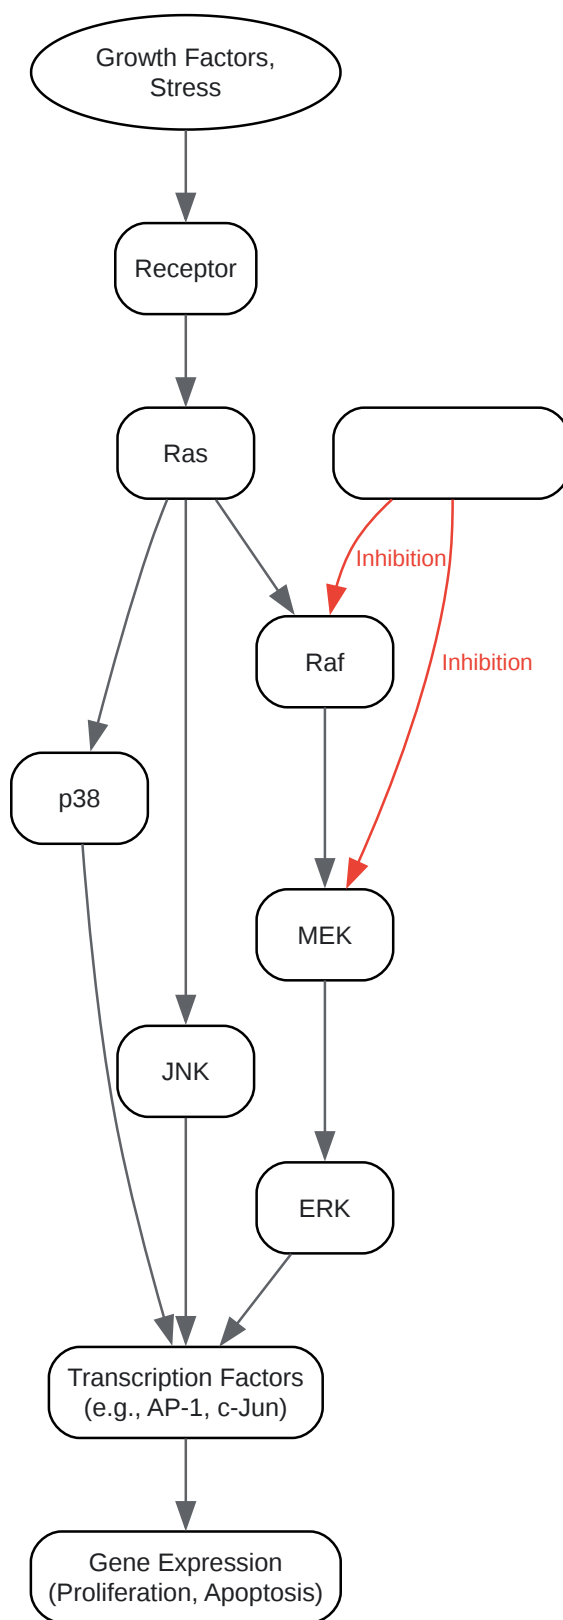 Growth Factors,
Stress
Receptor
Ras
Inhibition
Raf
Inhibition
p38
MEK
JNK
ERK
Transcription Factors
(e.g., AP-1, c-Jun)
Gene Expression
(Proliferation, Apoptosis)